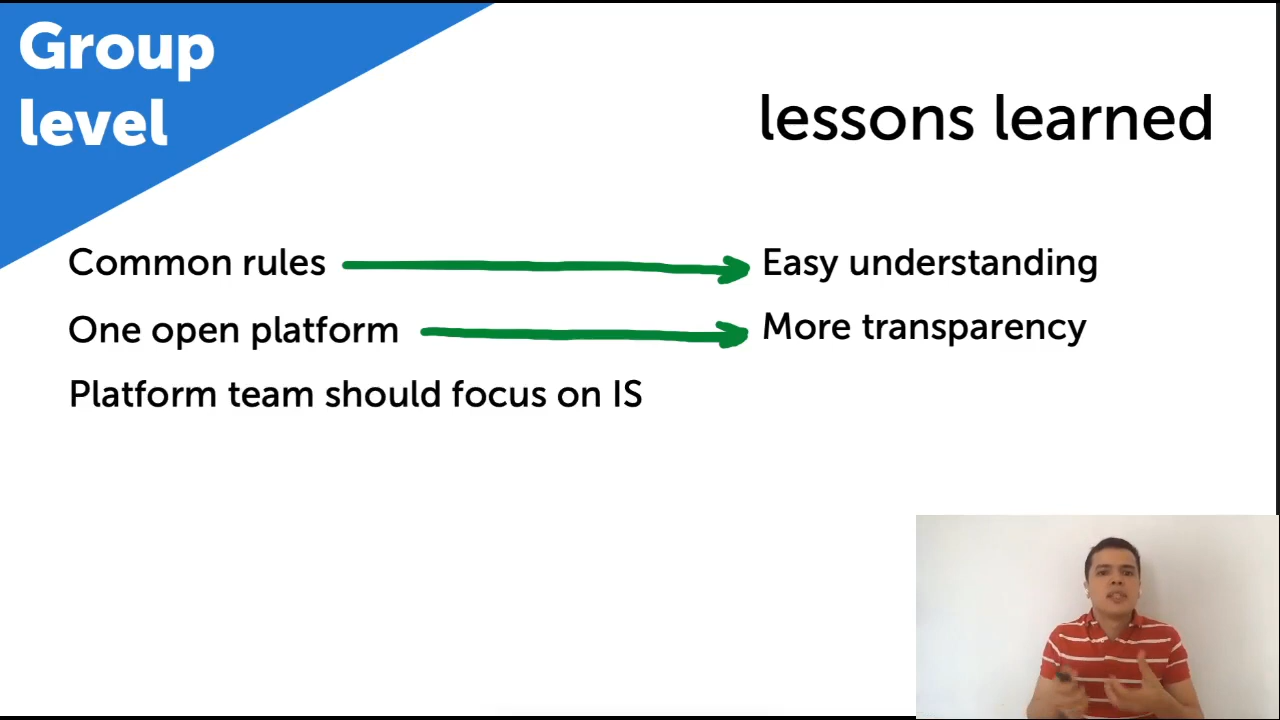 Group
level
lessons learned
Common rules
Easy understanding
One open platform
More transparency
Platform team should focus on IS